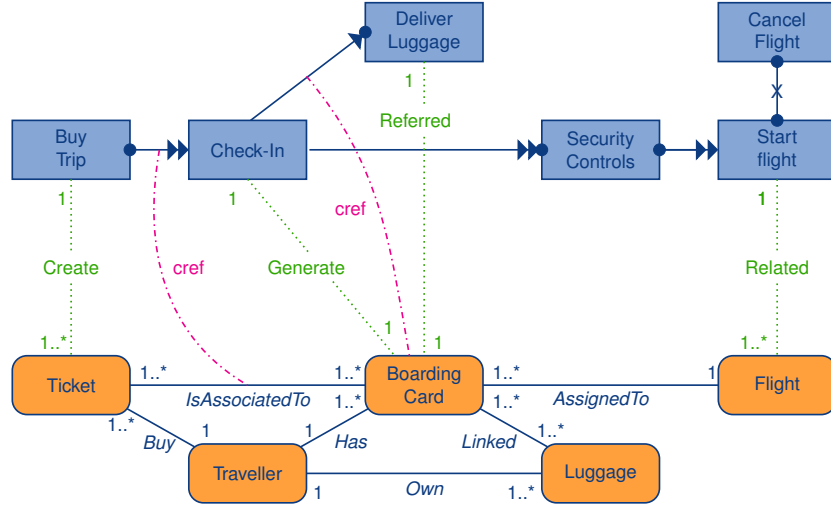 Deliver
Luggage
Cancel
Flight
1
X
Referred
Buy
Trip
Check-In
Security
Controls
Start
flight
1
1
1
cref
Create
cref
Generate
Related
1..*
1
1
1..*
Ticket
1..*
1..*
Boarding
Card
1..*
1
Flight
IsAssociatedTo
AssignedTo
1..*
1..*
1..*
Buy
1
1
Has
Linked
1..*
Traveller
Luggage
1
Own
1..*